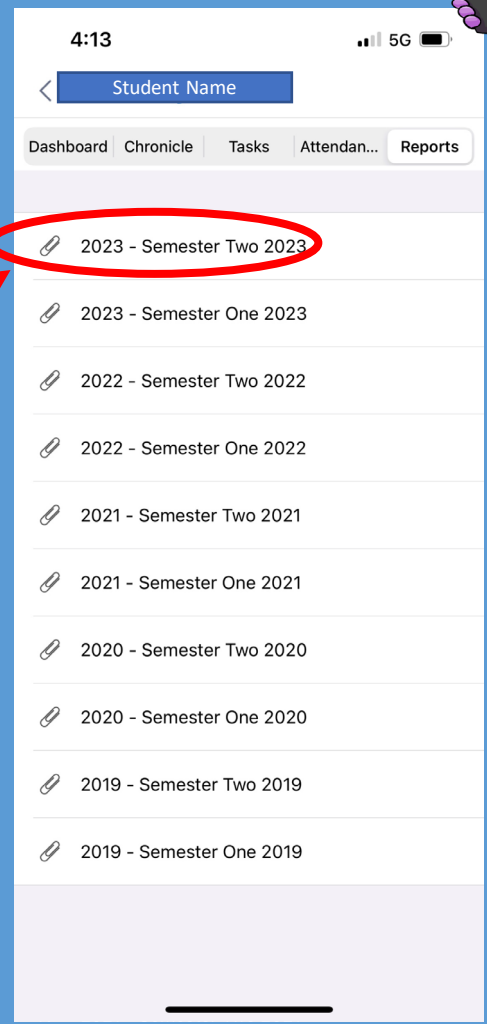 4:13 5G
Student Name
Dashboard Chronicle Tasks Attendan... Reports
2023 - Semester Two 2023
2023 - Semester One 2023
2022 - Semester Two 2022
2022 - Semester One 2022
2021 - Semester Two 2021
2021 - Semester One 2021
2020 - Semester Two 2020
2020 - Semester One 2020
2019 - Semester Two 2019
2019 - Semester One 2019